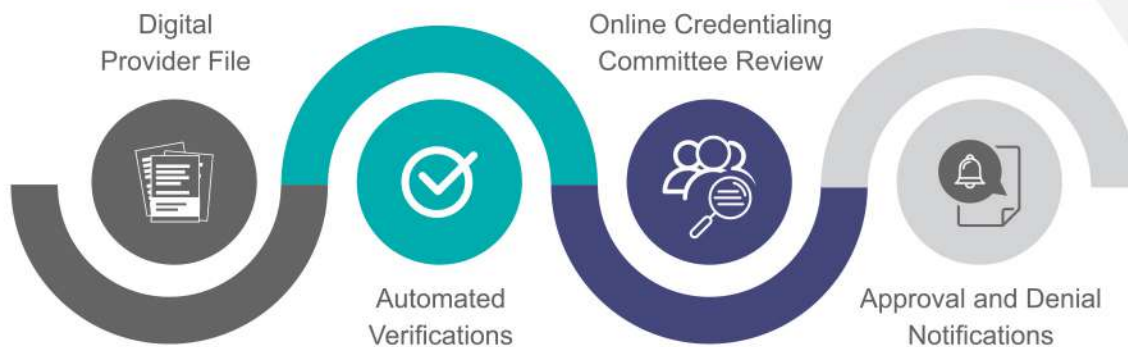 Digital
Provider File
Automated
Verifications
Online Credentialing
Committee Review
Approval and Denial
Notifications